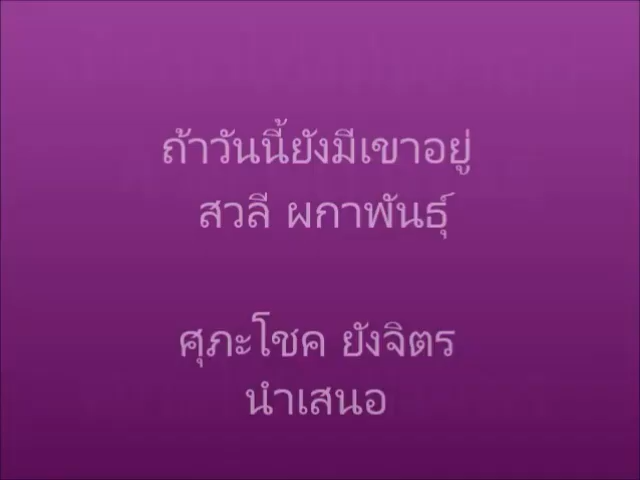 ถ้าวันนี้ยังมีเขาอยู่
สวลี ผกาพันธุ์
ศุภะโชค ยังจิตร
นำเสนอ